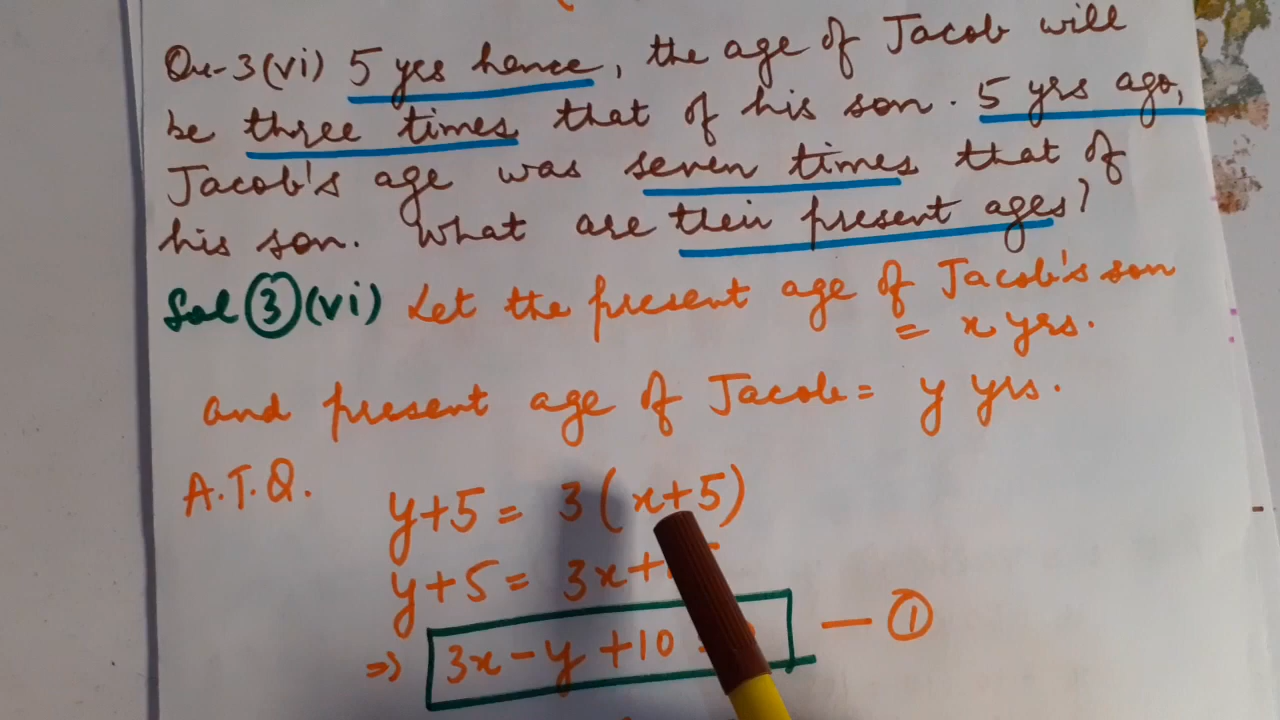 Qu-3(vi) 5 yrs hence, the age of Jacob will
be three times that of his son. 5 yrs ago,
Jacob's age was seven times that of
his son. What are their present ages?
Sol ③(vi) Let the present age of Jacob's son
= x yrs.
and present age of Jacob = y yrs.
A.T.Q. y+5 = 3(x+5)
y+5 = 3x+
⇒ 3x-y+10 — ①